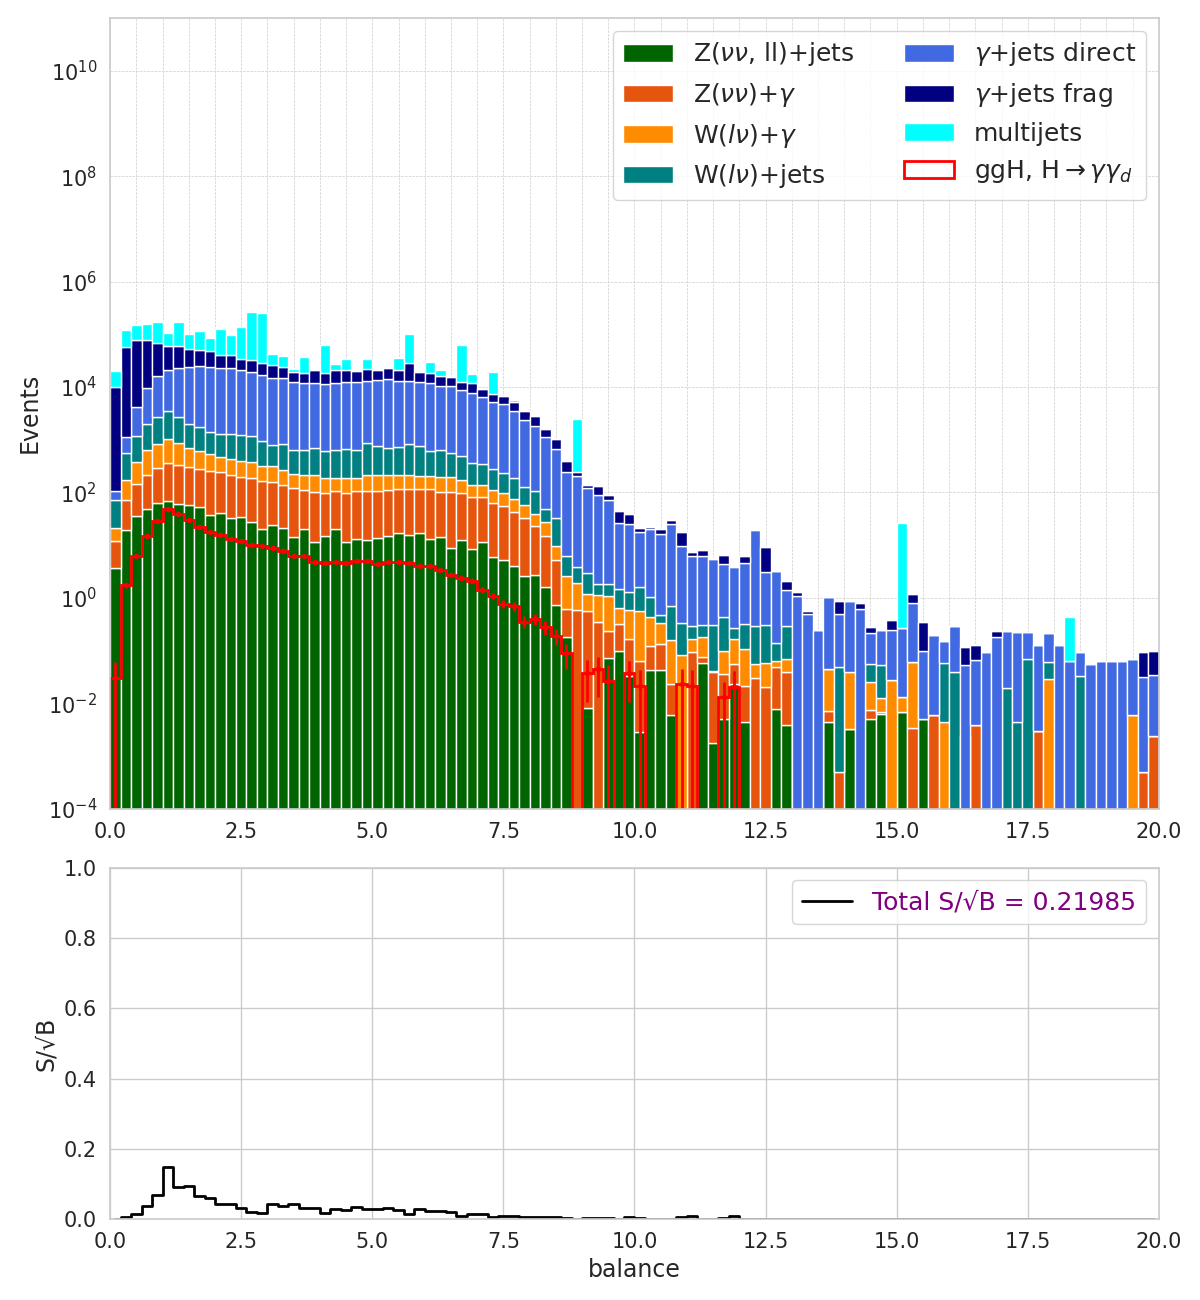 Z(νν, ll)+jets
Z(νν)+γ
W(lν)+γ
W(lν)+jets
γ+jets direct
γ+jets frag
multijets
ggH, H→γγ_d
Events
10^10
10^8
10^6
10^4
10^2
10^0
10^−2
10^−4
0.0 2.5 5.0 7.5 10.0 12.5 15.0 17.5 20.0
Total S/√B = 0.21985
S/√B
1.0
0.8
0.6
0.4
0.2
0.0
0.0 2.5 5.0 7.5 10.0 12.5 15.0 17.5 20.0
balance